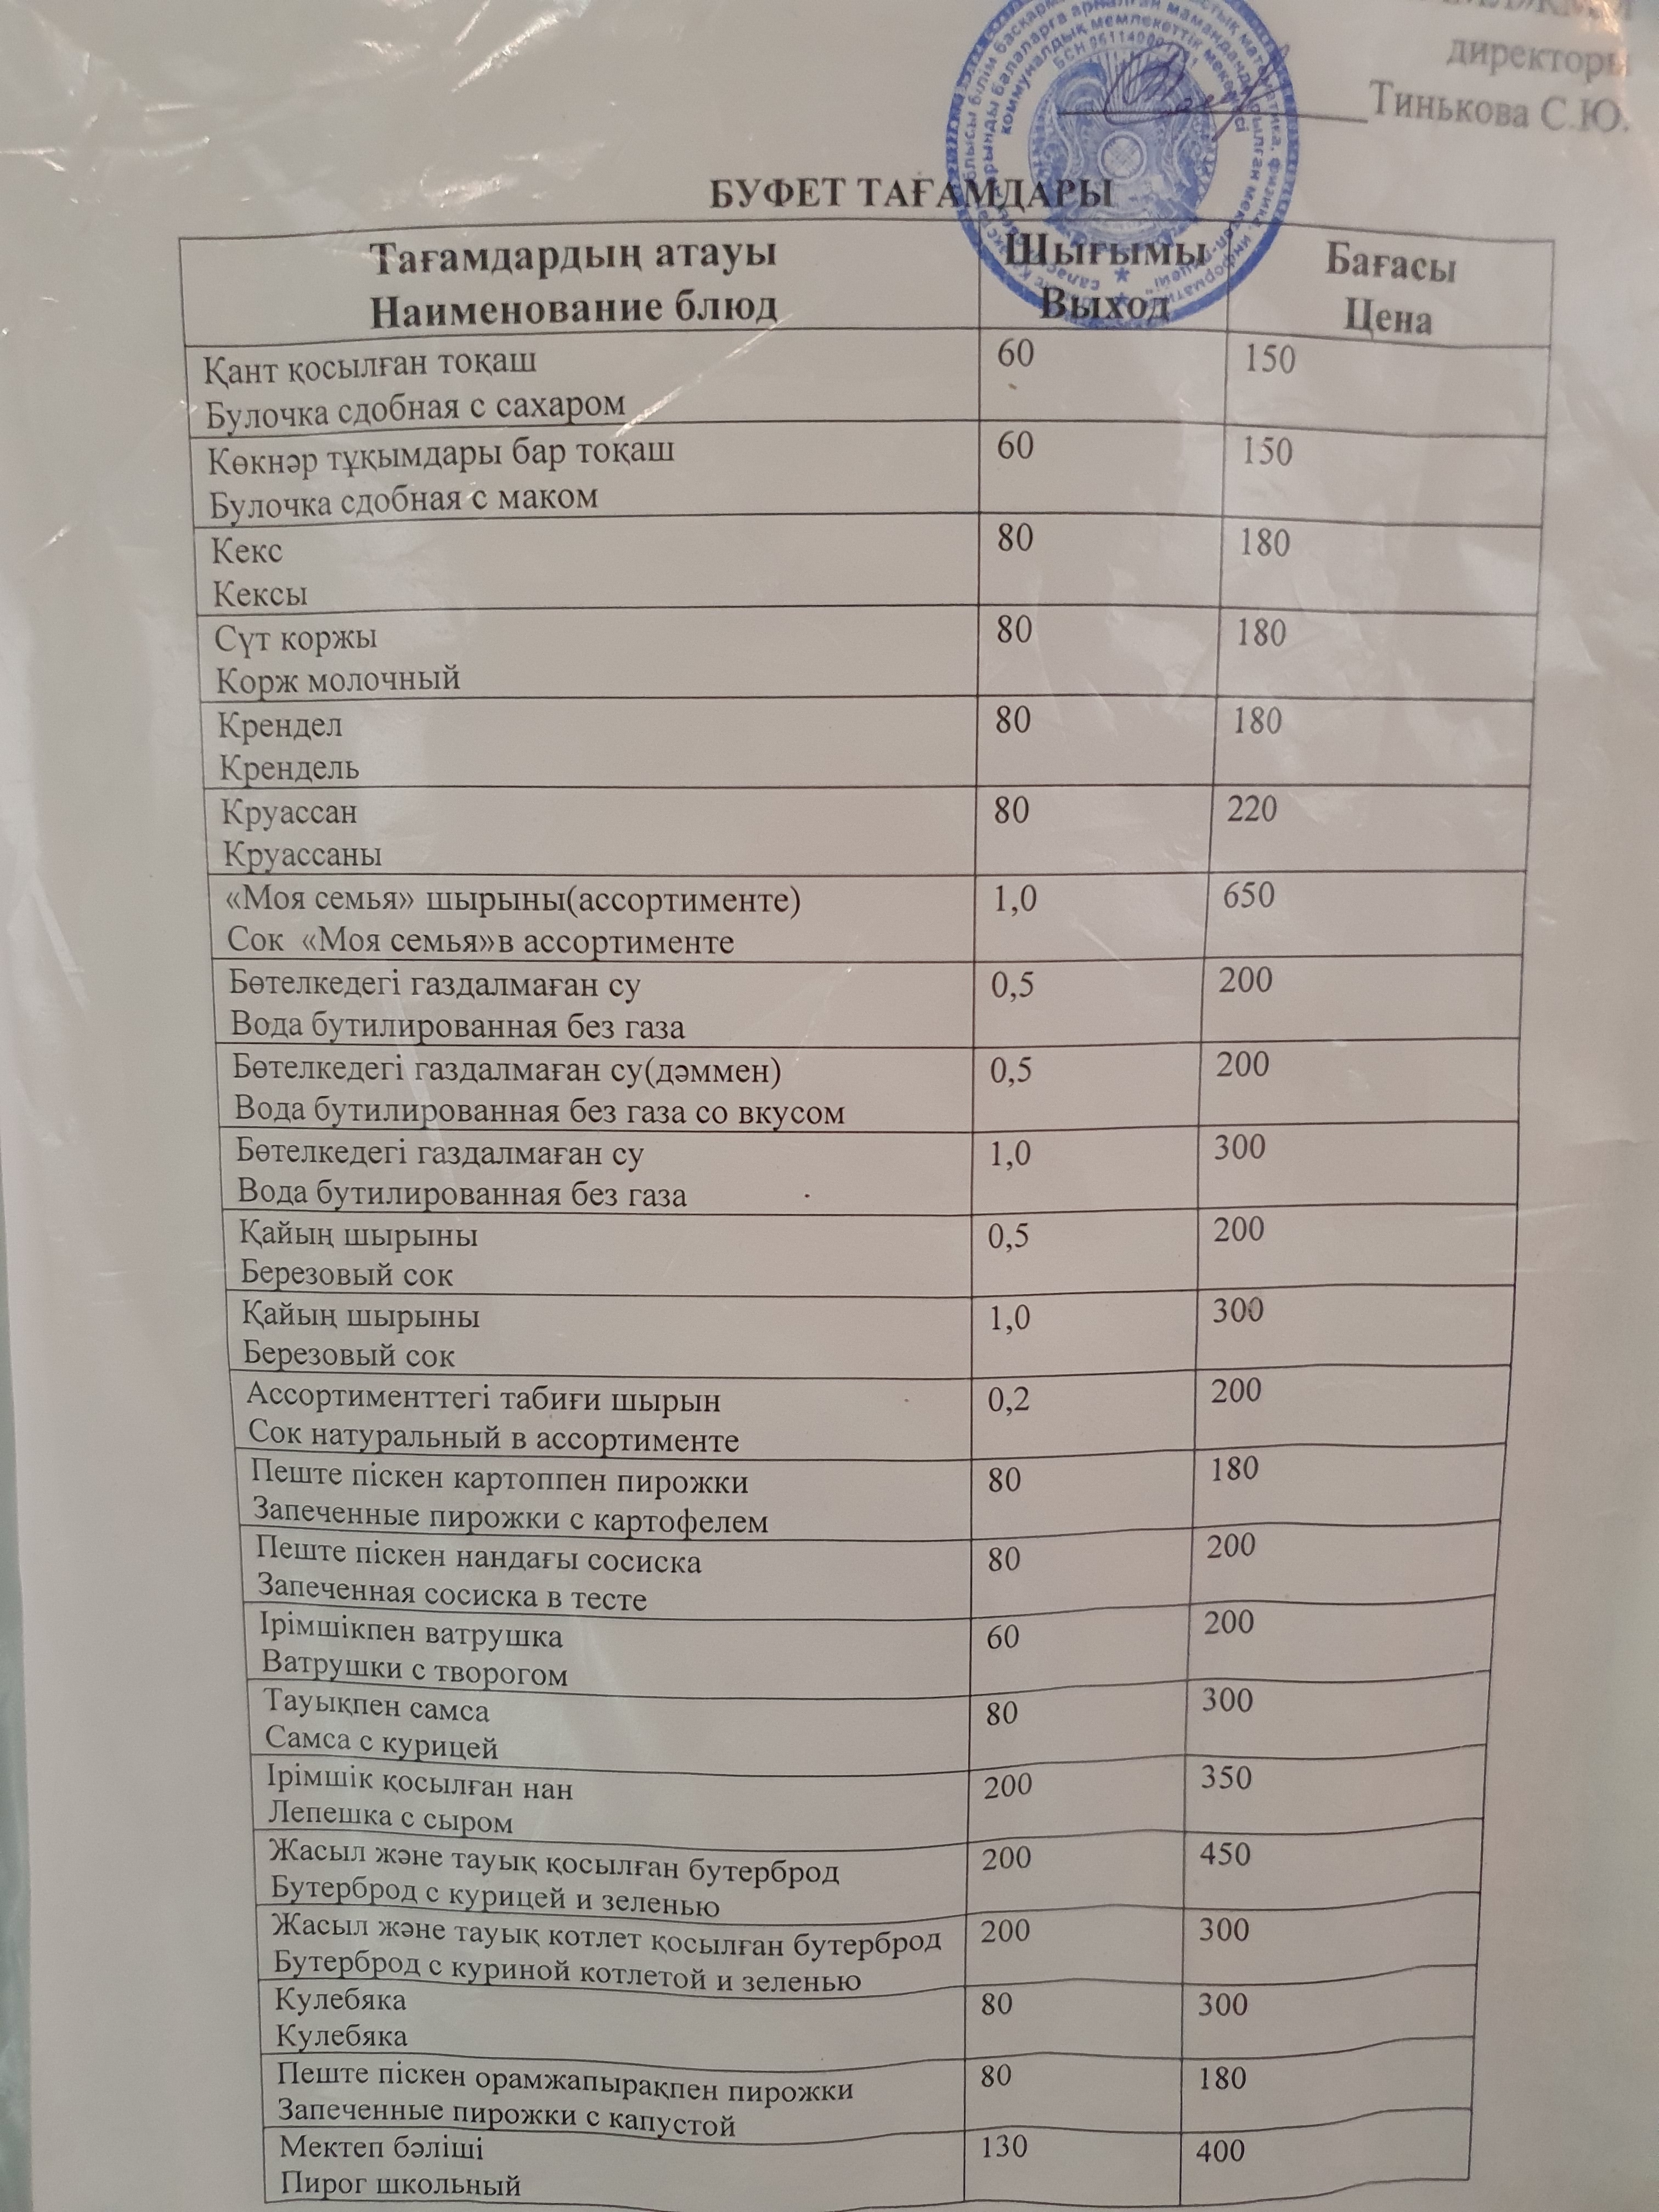 директоры
Тинькова С.Ю.
БУФЕТ ТАҒАМДАРЫ
Тағамдардың атауы
Наименование блюд
Шығымы
Выход
Бағасы
Цена
Қант қосылған тоқаш 60 150
Булочка сдобная с сахаром
Көкнәр тұқымдары бар тоқаш 60 150
Булочка сдобная с маком
Кекс 80 180
Кексы
Сүт коржы 80 180
Корж молочный
Крендел 80 180
Крендель
Круассан 80 220
Круассаны
«Моя семья» шырыны(ассортименте) 1,0 650
Сок «Моя семья»в ассортименте
Бөтелкедегі газдалмаған су 0,5 200
Вода бутилированная без газа
Бөтелкедегі газдалмаған су(дәммен) 0,5 200
Вода бутилированная без газа со вкусом
Бөтелкедегі газдалмаған су 1,0 300
Вода бутилированная без газа
Қайың шырыны 0,5 200
Березовый сок
Қайың шырыны 1,0 300
Березовый сок
Ассортименттегі табиғи шырын 0,2 200
Сок натуральный в ассортименте
Пеште піскен картоппен пирожки 80 180
Запеченные пирожки с картофелем
Пеште піскен нандағы сосиска 80 200
Запеченная сосиска в тесте
Ірімшікпен ватрушка 60 200
Ватрушки с творогом
Тауықпен самса 80 300
Самса с курицей
Ірімшік қосылған нан 200 350
Лепешка с сыром
Жасыл және тауық қосылған бутерброд 200 450
Бутерброд с курицей и зеленью
Жасыл және тауық котлет қосылған бутерброд 200 300
Бутерброд с куриной котлетой и зеленью
Кулебяка 80 300
Кулебяка
Пеште піскен орамжапырақпен пирожки 80 180
Запеченные пирожки с капустой
Мектеп бәліші 130 400
Пирог школьный